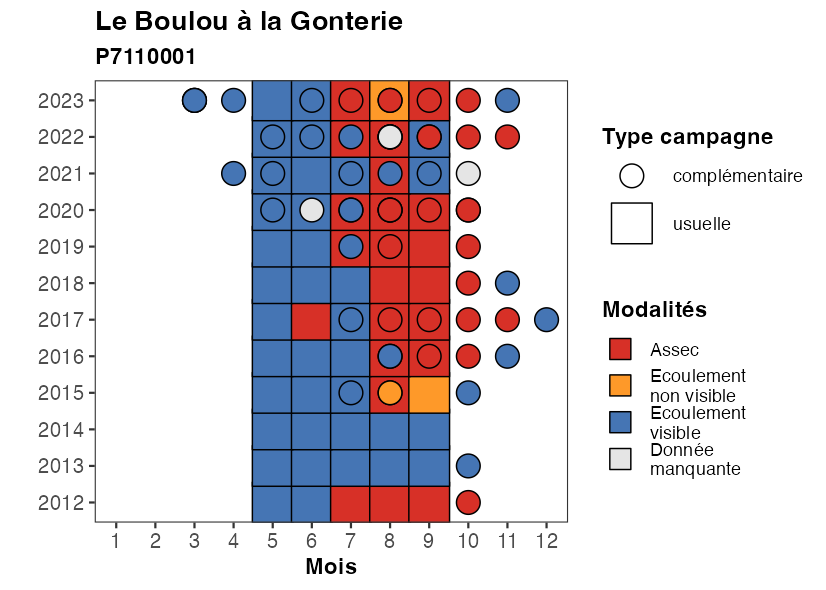 Le Boulou à la Gonterie
P7110001
2023
2022
2021
2020
2019
2018
2017
2016
2015
2014
2013
2012
1 2 3 4 5 6 7 8 9 10 11 12
Mois
Type campagne
complémentaire
usuelle
Modalités
Assec
Ecoulement
non visible
Ecoulement
visible
Donnée
manquante